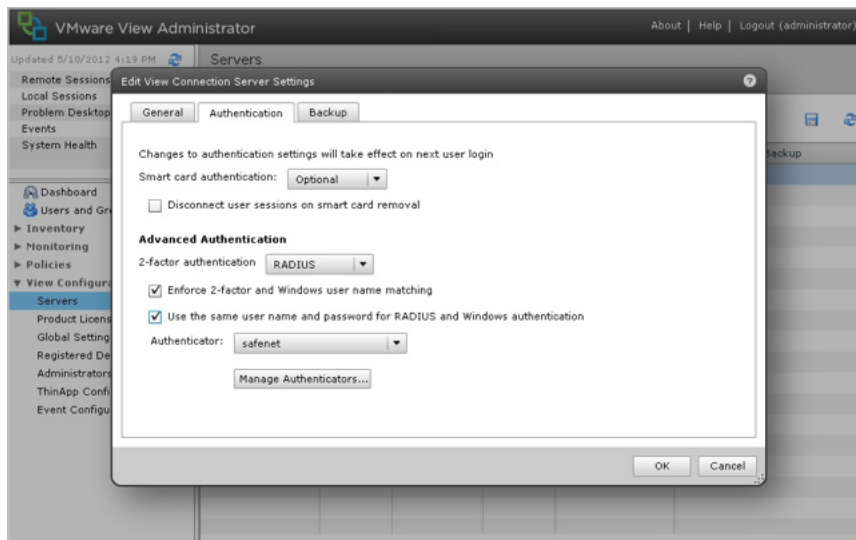 VMware View Administrator
About | Help | Logout (administrator)
Updated 5/10/2012 4:19 PM
Servers
Remote Sessions
Local Sessions
Problem Desktop
Events
System Health
Dashboard
Users and Gr
Inventory
Monitoring
Policies
View Configura
Servers
Product Licens
Global Setting
Registered De
Administrators
ThinApp Confi
Event Configu
Backup
Edit View Connection Server Settings
?
General
Authentication
Backup
Changes to authentication settings will take effect on next user login
Smart card authentication: Optional
Disconnect user sessions on smart card removal
Advanced Authentication
2-factor authentication RADIUS
Enforce 2-factor and Windows user name matching
Use the same user name and password for RADIUS and Windows authentication
Authenticator: safenet
Manage Authenticators...
OK
Cancel